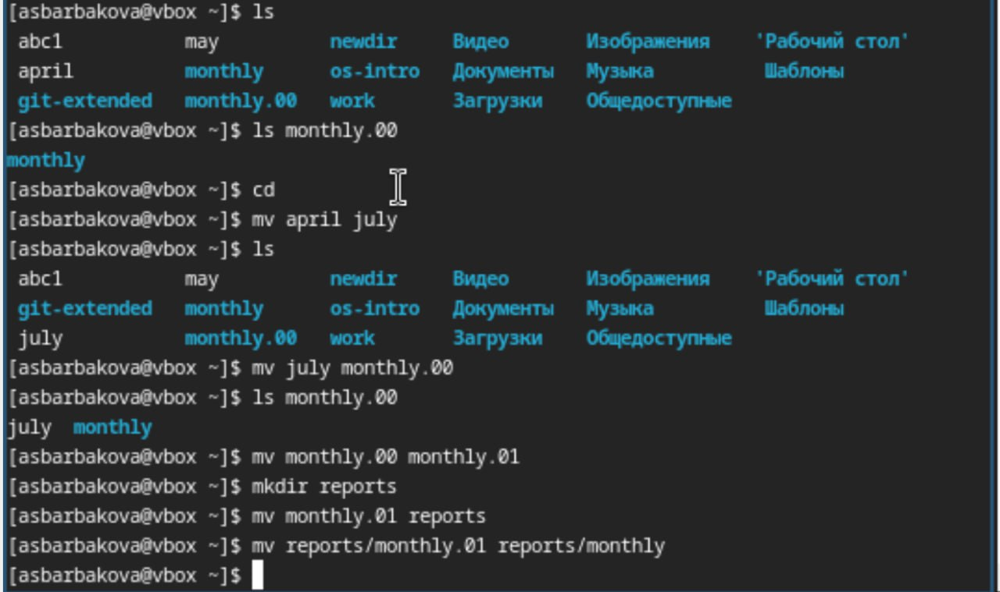 [asbarbakova@vbox ~]$ ls
abc1 may newdir Видео Изображения 'Рабочий стол'
april monthly os-intro Документы Музыка Шаблоны
git-extended monthly.00 work Загрузки Общедоступные
[asbarbakova@vbox ~]$ ls monthly.00
monthly
[asbarbakova@vbox ~]$ cd
[asbarbakova@vbox ~]$ mv april july
[asbarbakova@vbox ~]$ ls
abc1 may newdir Видео Изображения 'Рабочий стол'
git-extended monthly os-intro Документы Музыка Шаблоны
july monthly.00 work Загрузки Общедоступные
[asbarbakova@vbox ~]$ mv july monthly.00
[asbarbakova@vbox ~]$ ls monthly.00
july monthly
[asbarbakova@vbox ~]$ mv monthly.00 monthly.01
[asbarbakova@vbox ~]$ mkdir reports
[asbarbakova@vbox ~]$ mv monthly.01 reports
[asbarbakova@vbox ~]$ mv reports/monthly.01 reports/monthly
[asbarbakova@vbox ~]$